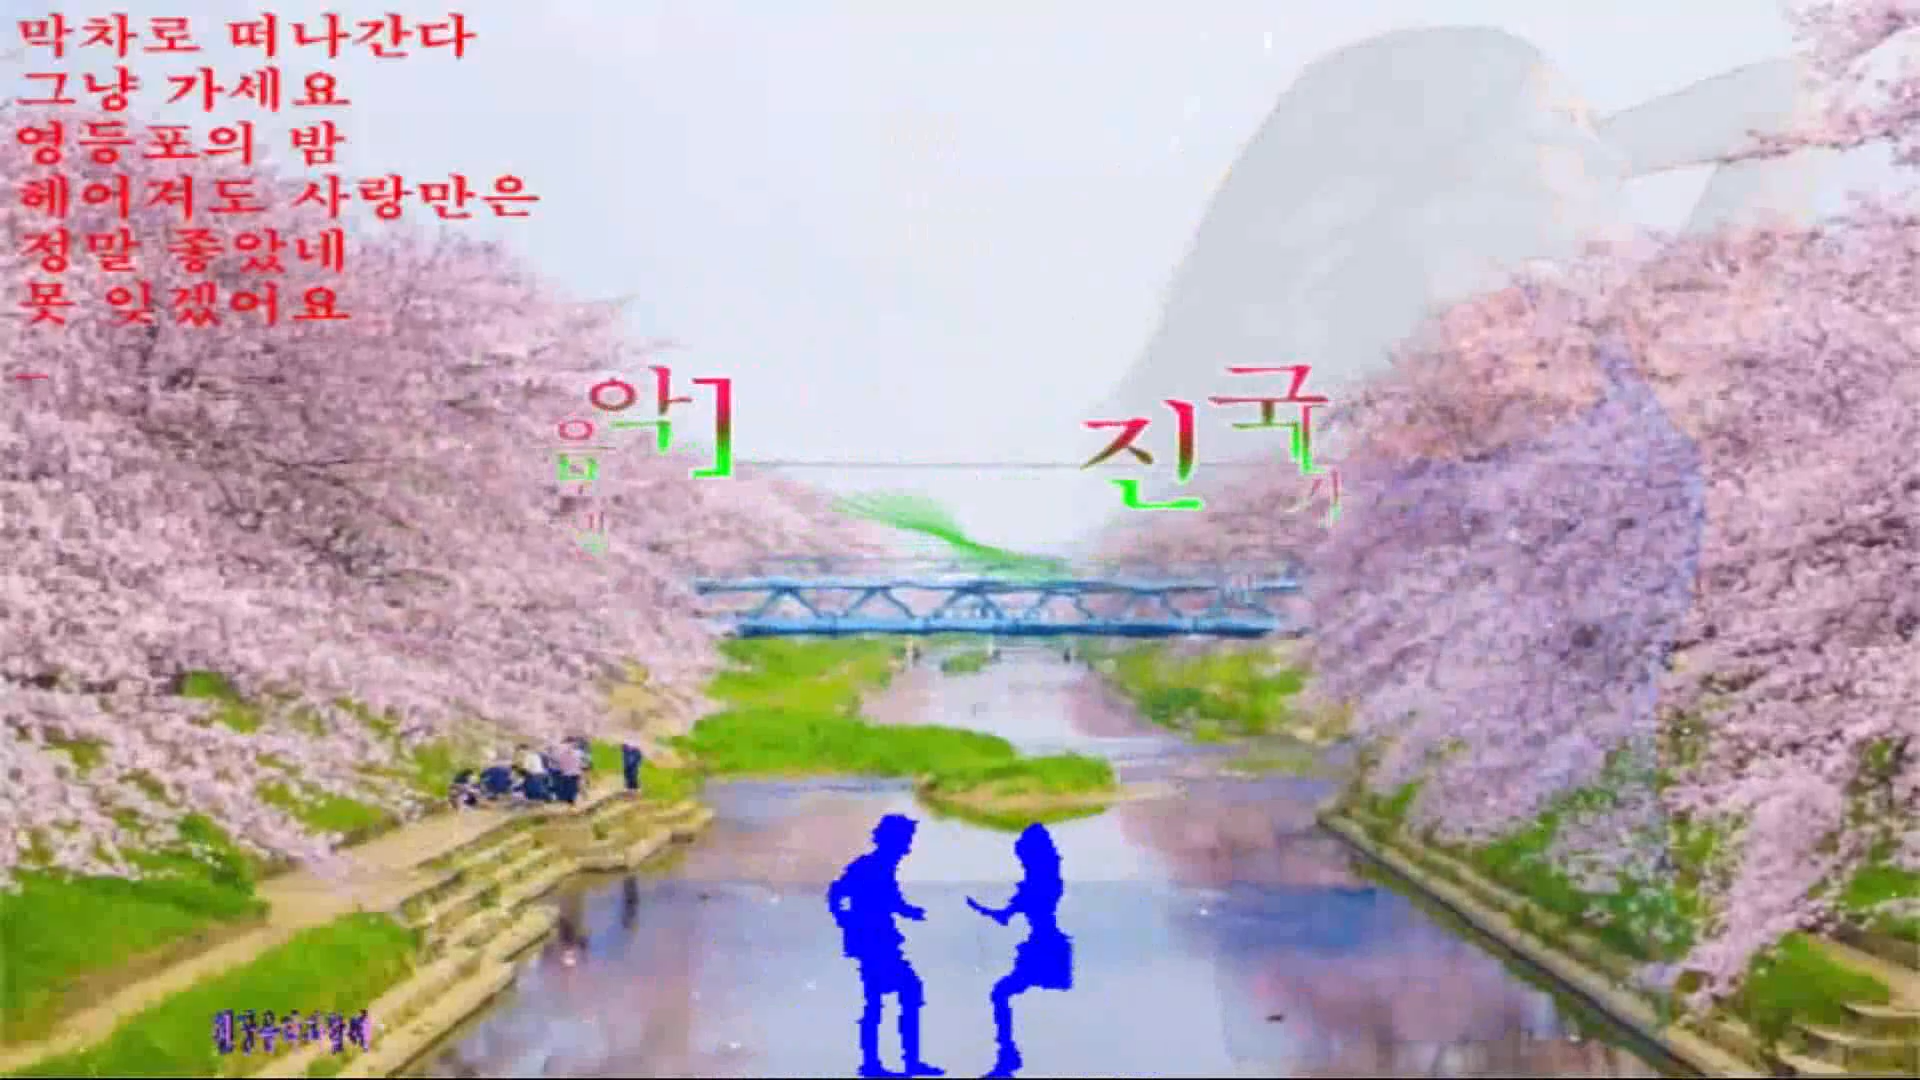 막차로 떠나간다
그냥 가세요
영등포의 밤
헤어져도 사랑만은
정말 좋았네
못 잊겠어요
음악]
진국